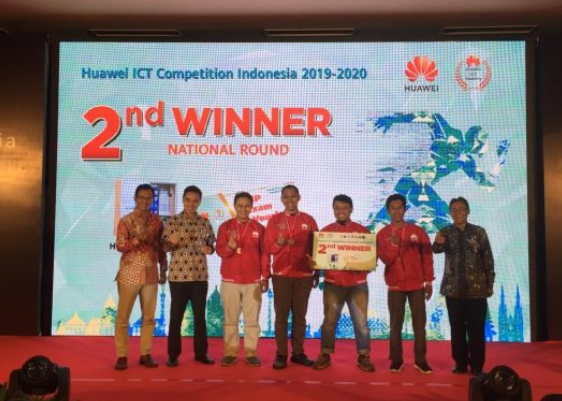 Huawei ICT Competition Indonesia 2019-2020
HUAWEI
2nd WINNER
NATIONAL ROUND
2nd WINNER